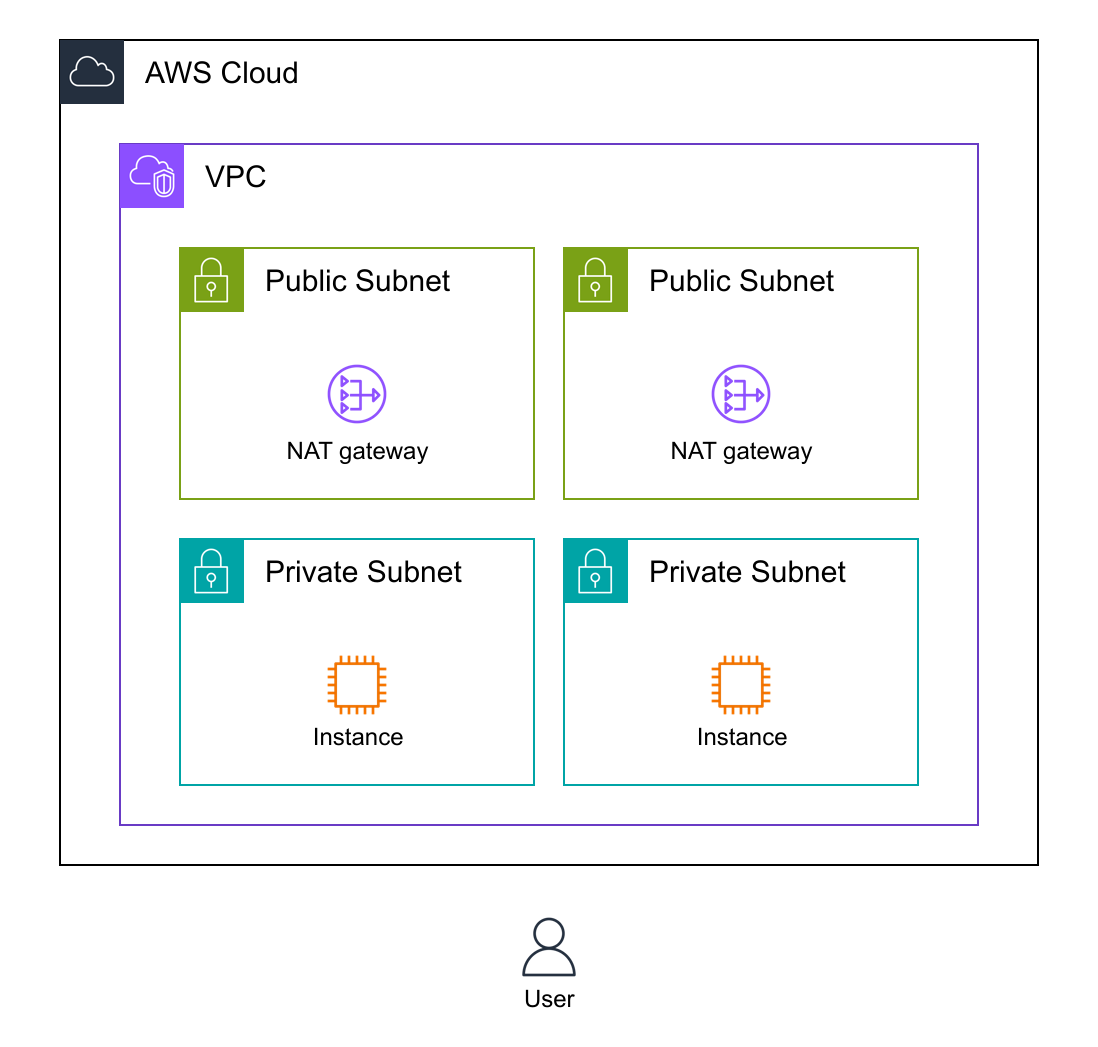 AWS Cloud
VPC
Public Subnet
Public Subnet
NAT gateway
NAT gateway
Private Subnet
Private Subnet
Instance
Instance
User